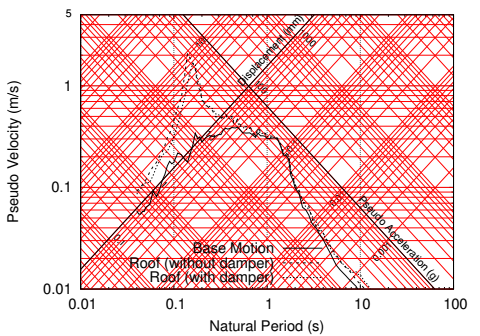 5
1
0.1
0.01
Pseudo Velocity (m/s)
Displacement (mm)
1000
Pseudo Acceleration (g)
Base Motion
Roof (without damper)
Roof (with damper)
0.01
0.1
1
10
100
Natural Period (s)